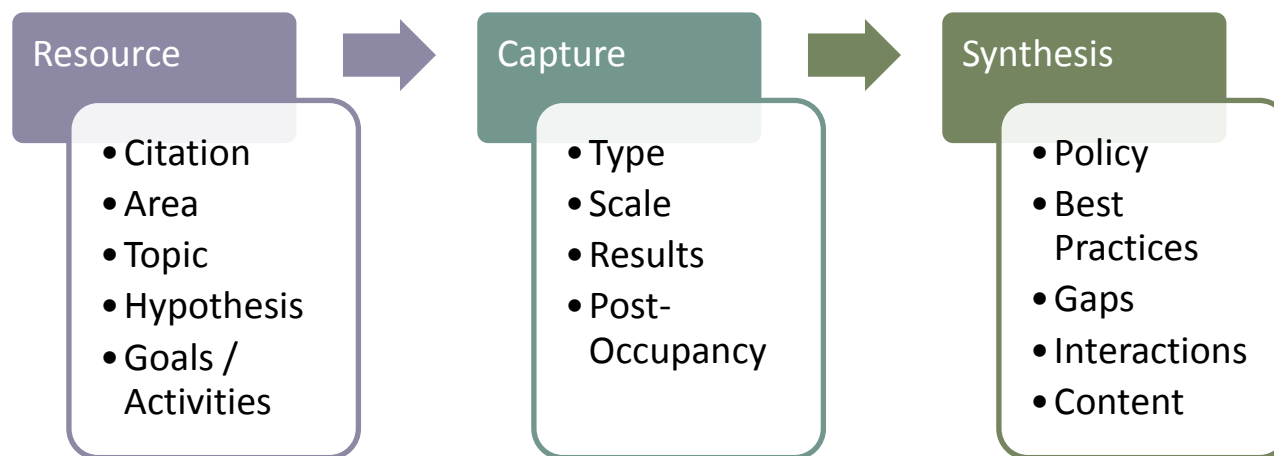 Resource
• Citation
• Area
• Topic
• Hypothesis
• Goals /
Activities
Capture
• Type
• Scale
• Results
• Post-
Occupancy
Synthesis
• Policy
• Best
Practices
• Gaps
• Interactions
• Content